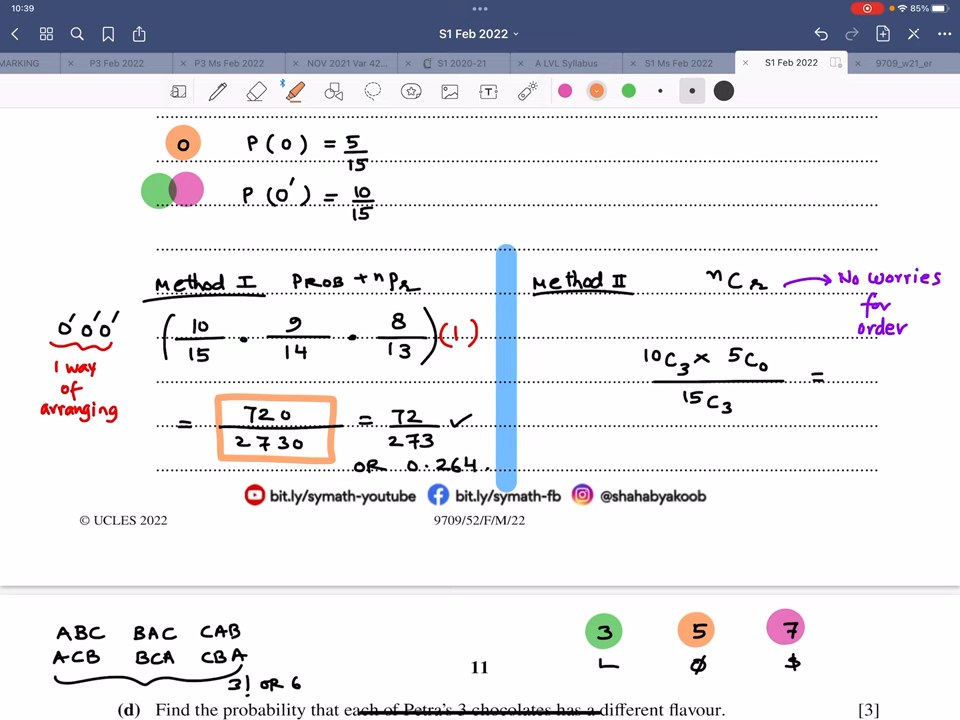 10:39
85%
S1 Feb 2022
MARKING
P3 Feb 2022
P3 Ms Feb 2022
NOV 2021 Var 42...
S1 2020-21
A LVL Syllabus
S1 Ms Feb 2022
S1 Feb 2022
9709_w21_er
O P(O) = 5/15
P(O') = 10/15
Method I PROB + nPr
Method II nCr → No worries for order
O' O' O'
1 way
of
arranging
(10/15 · 9/14 · 8/13)(1)
10C3 × 5C0 / 15C3 =
= 720/2730 = 72/273 ✓
OR 0.264.
bit.ly/symath-youtube bit.ly/symath-fb @shahabyakoob
© UCLES 2022 9709/52/F/M/22
ABC BAC CAB
ACB BCA CBA
3! OR 6
11
3 5 7
L Ø $
(d) Find the probability that each of Petra's 3 chocolates has a different flavour. [3]